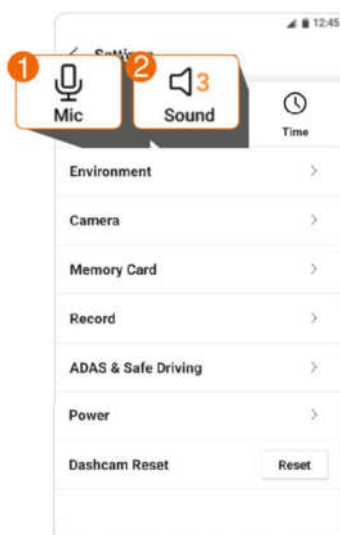 12:45
1
2
3
Mic
Sound
Time
Environment
Camera
Memory Card
Record
ADAS & Safe Driving
Power
Dashcam Reset
Reset